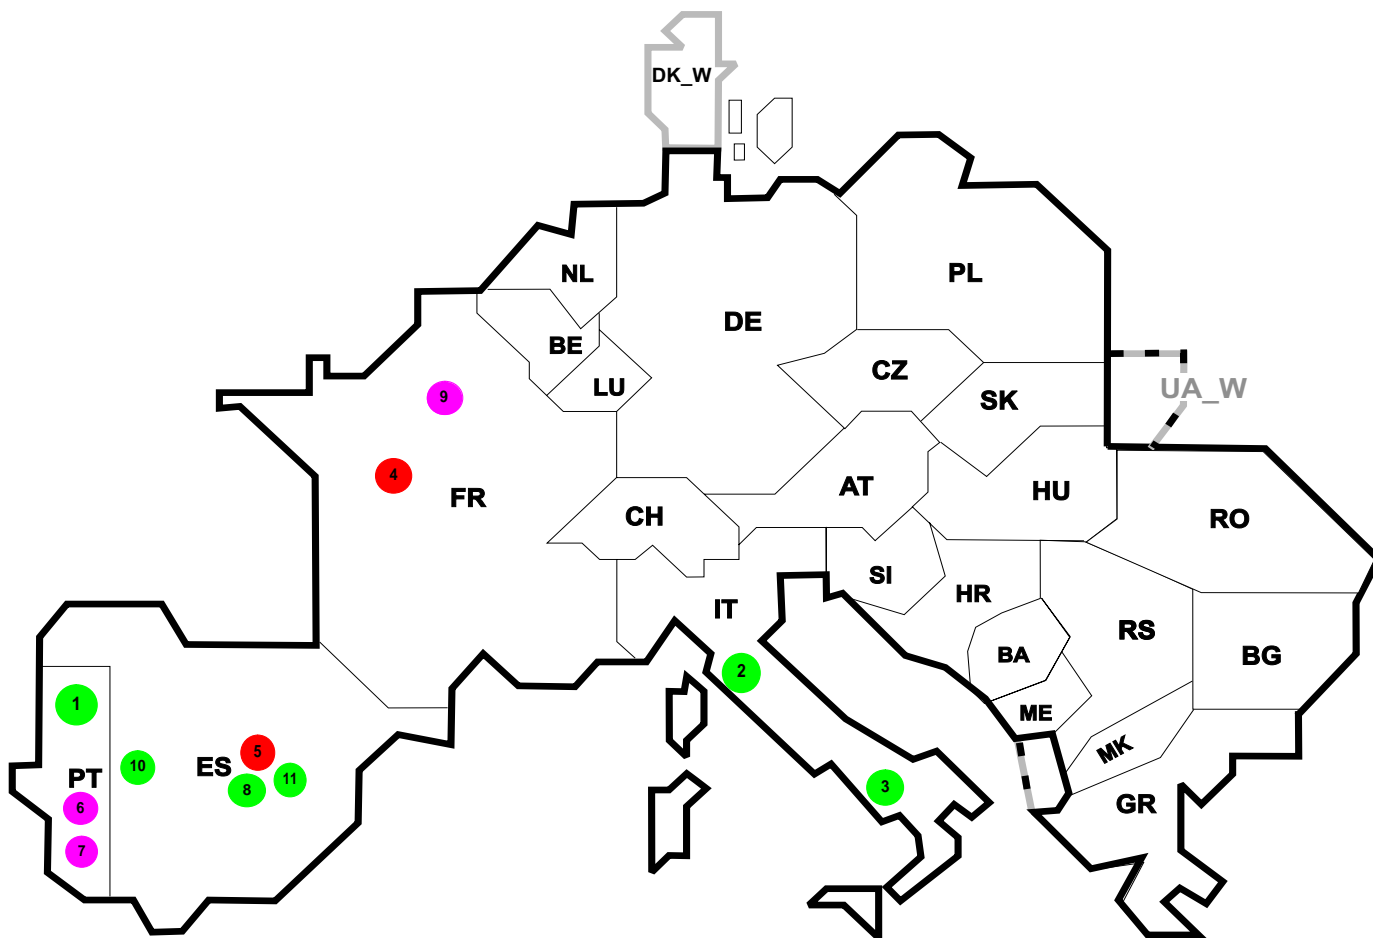 DK_W
NL
PL
DE
BE
CZ
LU
UA_W
SK
9
4
FR
AT
HU
CH
RO
SI
IT
HR
RS
BA
BG
2
1
ME
MK
5
ES
10
PT
11
8
3
6
GR
7